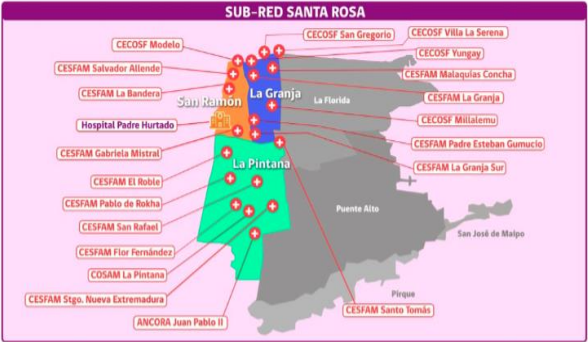 SUB-RED SANTA ROSA
CECOSF San Gregorio
CECOSF Villa La Serena
CECOSF Modelo
CECOSF Yungay
CESFAM Salvador Allende
CESFAM Malaquías Concha
CESFAM La Bandera
La Granja
CESFAM La Granja
San Ramón
La Florida
CECOSF Millalemu
Hospital Padre Hurtado
CESFAM Padre Esteban Gumucio
CESFAM Gabriela Mistral
La Pintana
CESFAM La Granja Sur
CESFAM El Roble
CESFAM Pablo de Rokha
Puente Alto
CESFAM San Rafael
San José de Maipo
CESFAM Flor Fernández
COSAM La Pintana
Pirque
CESFAM Stgo. Nueva Extremadura
CESFAM Santo Tomás
ANCORA Juan Pablo II